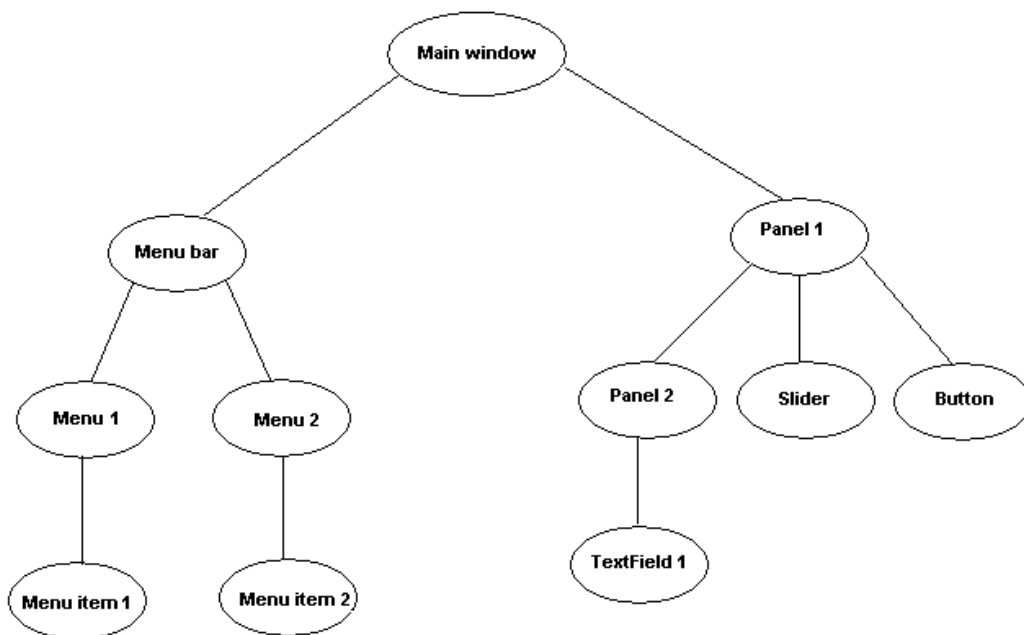 Main window
Menu bar
Panel 1
Menu 1
Menu 2
Panel 2
Slider
Button
TextField 1
Menu item 1
Menu item 2